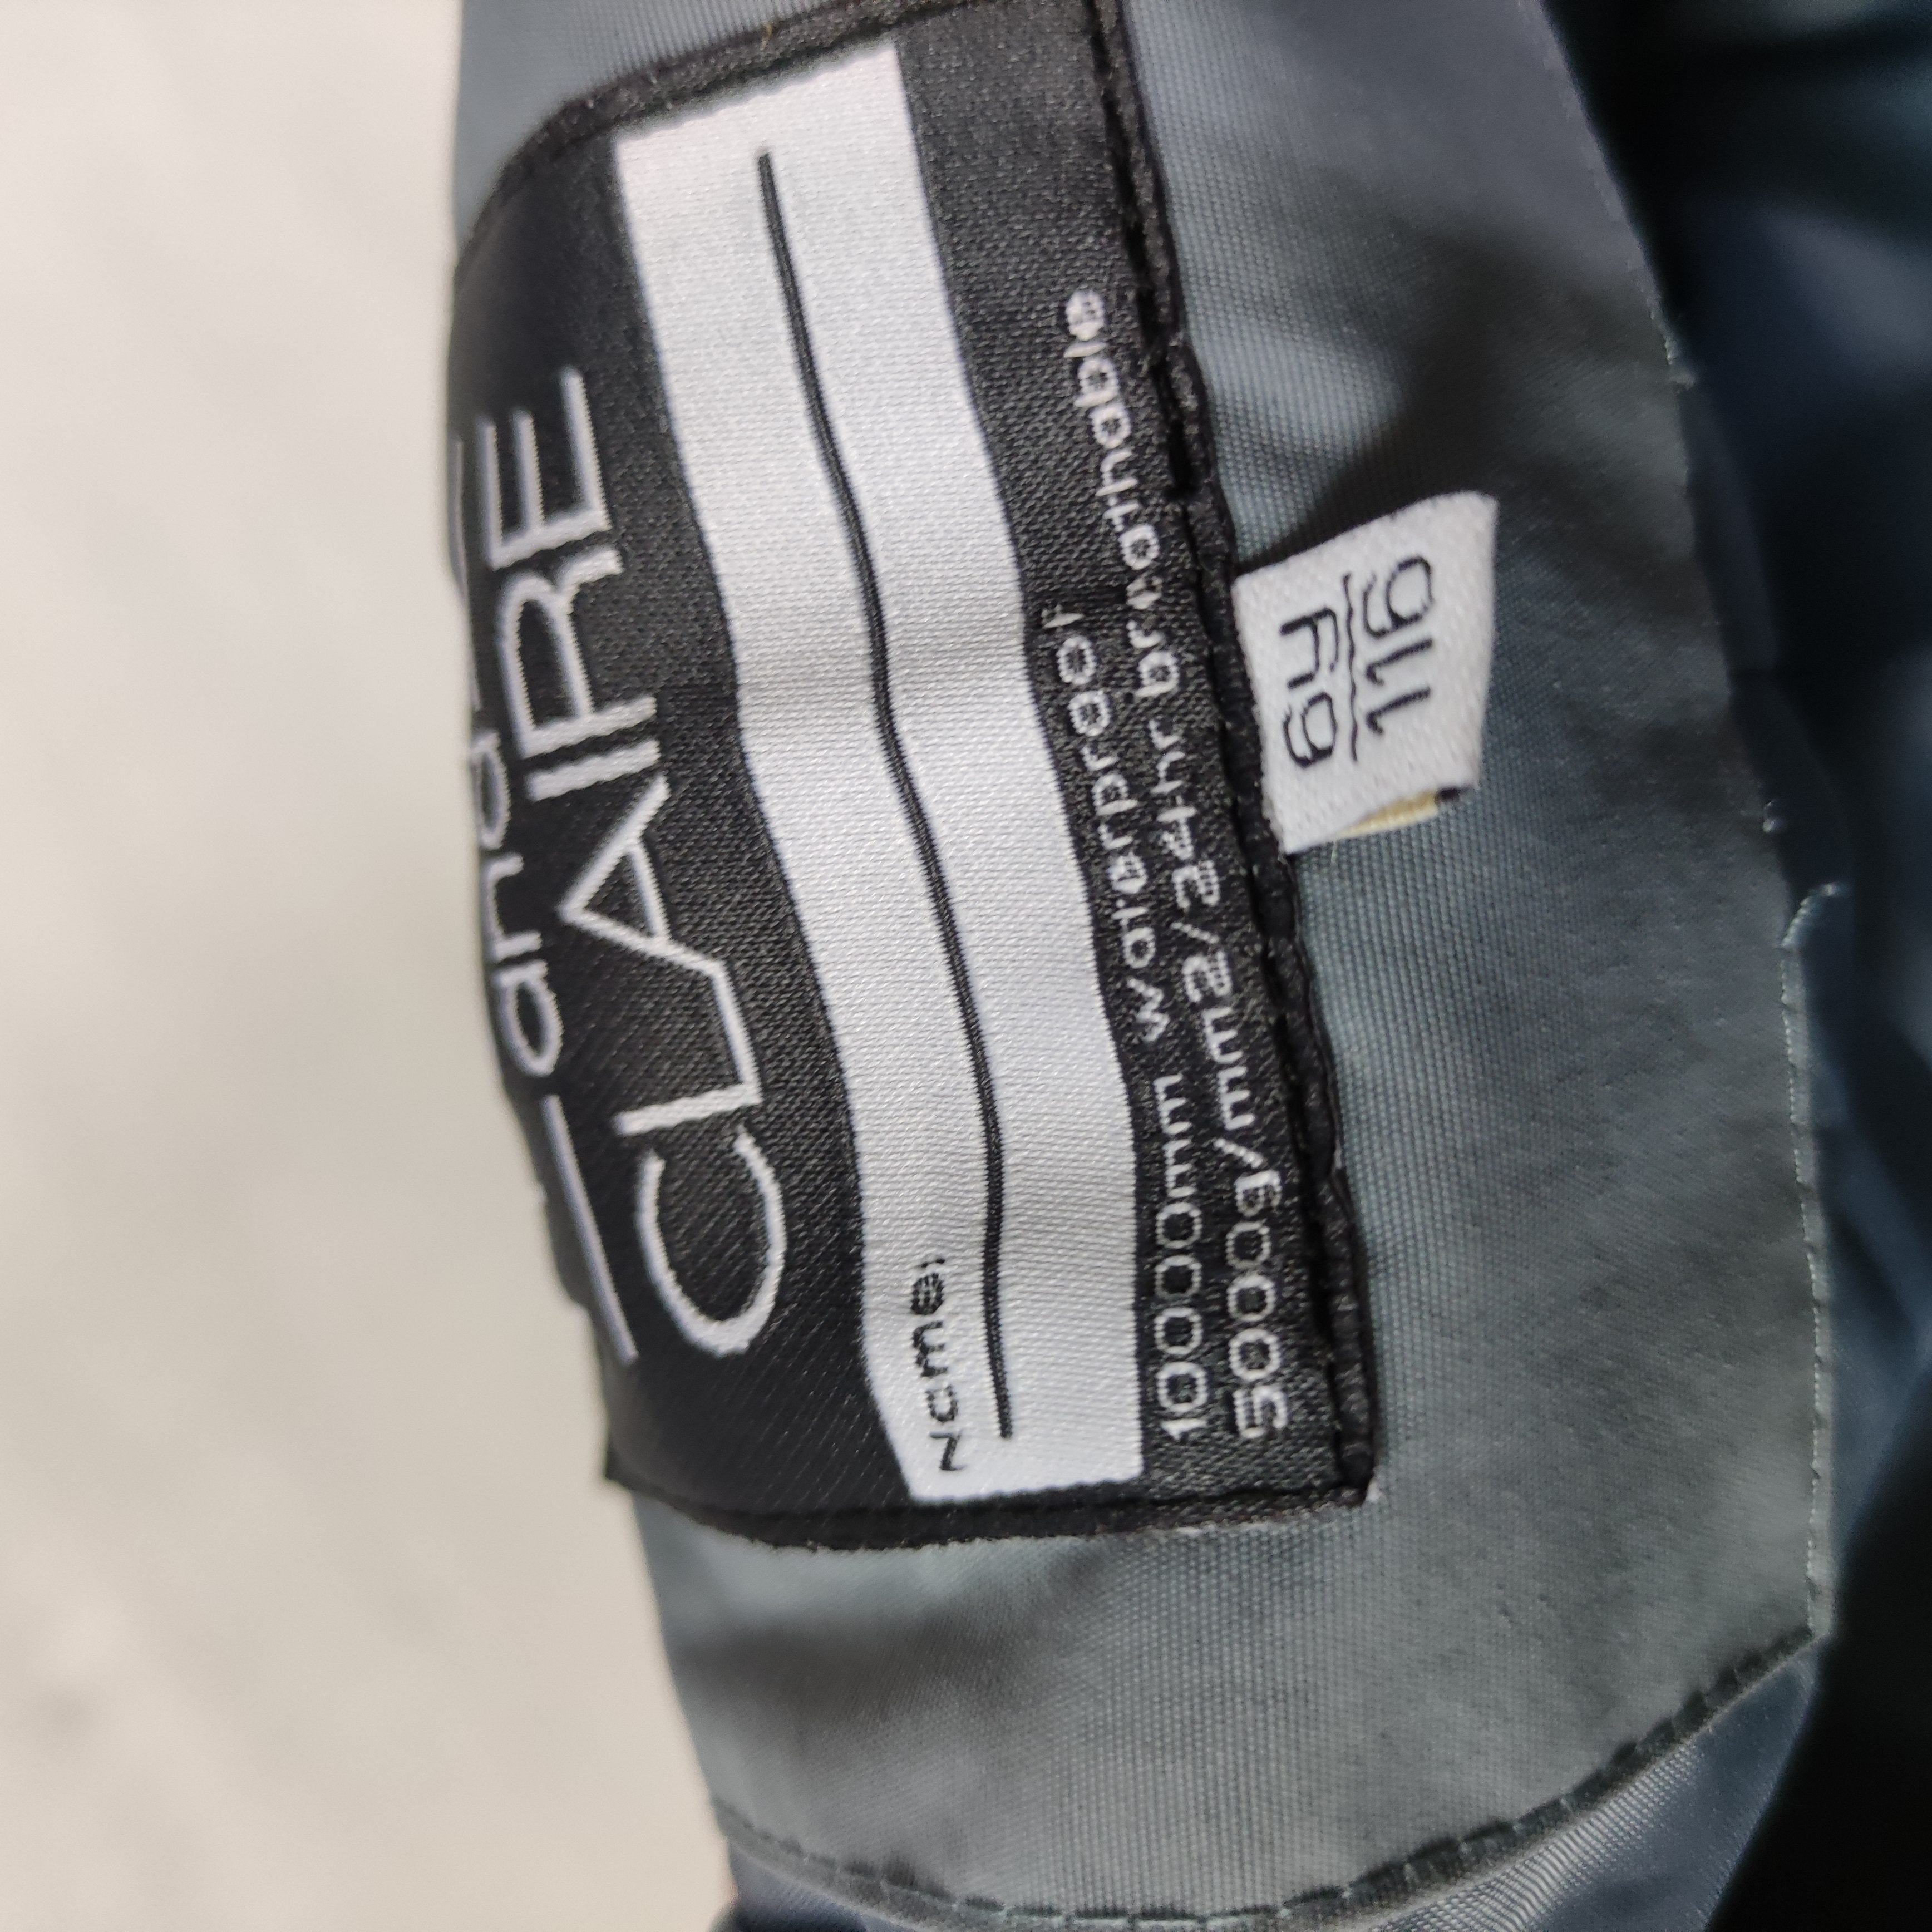 and
CLAIRE
Name:
10000mm waterproof
5000g/mm2/24hr breathable
6y
116